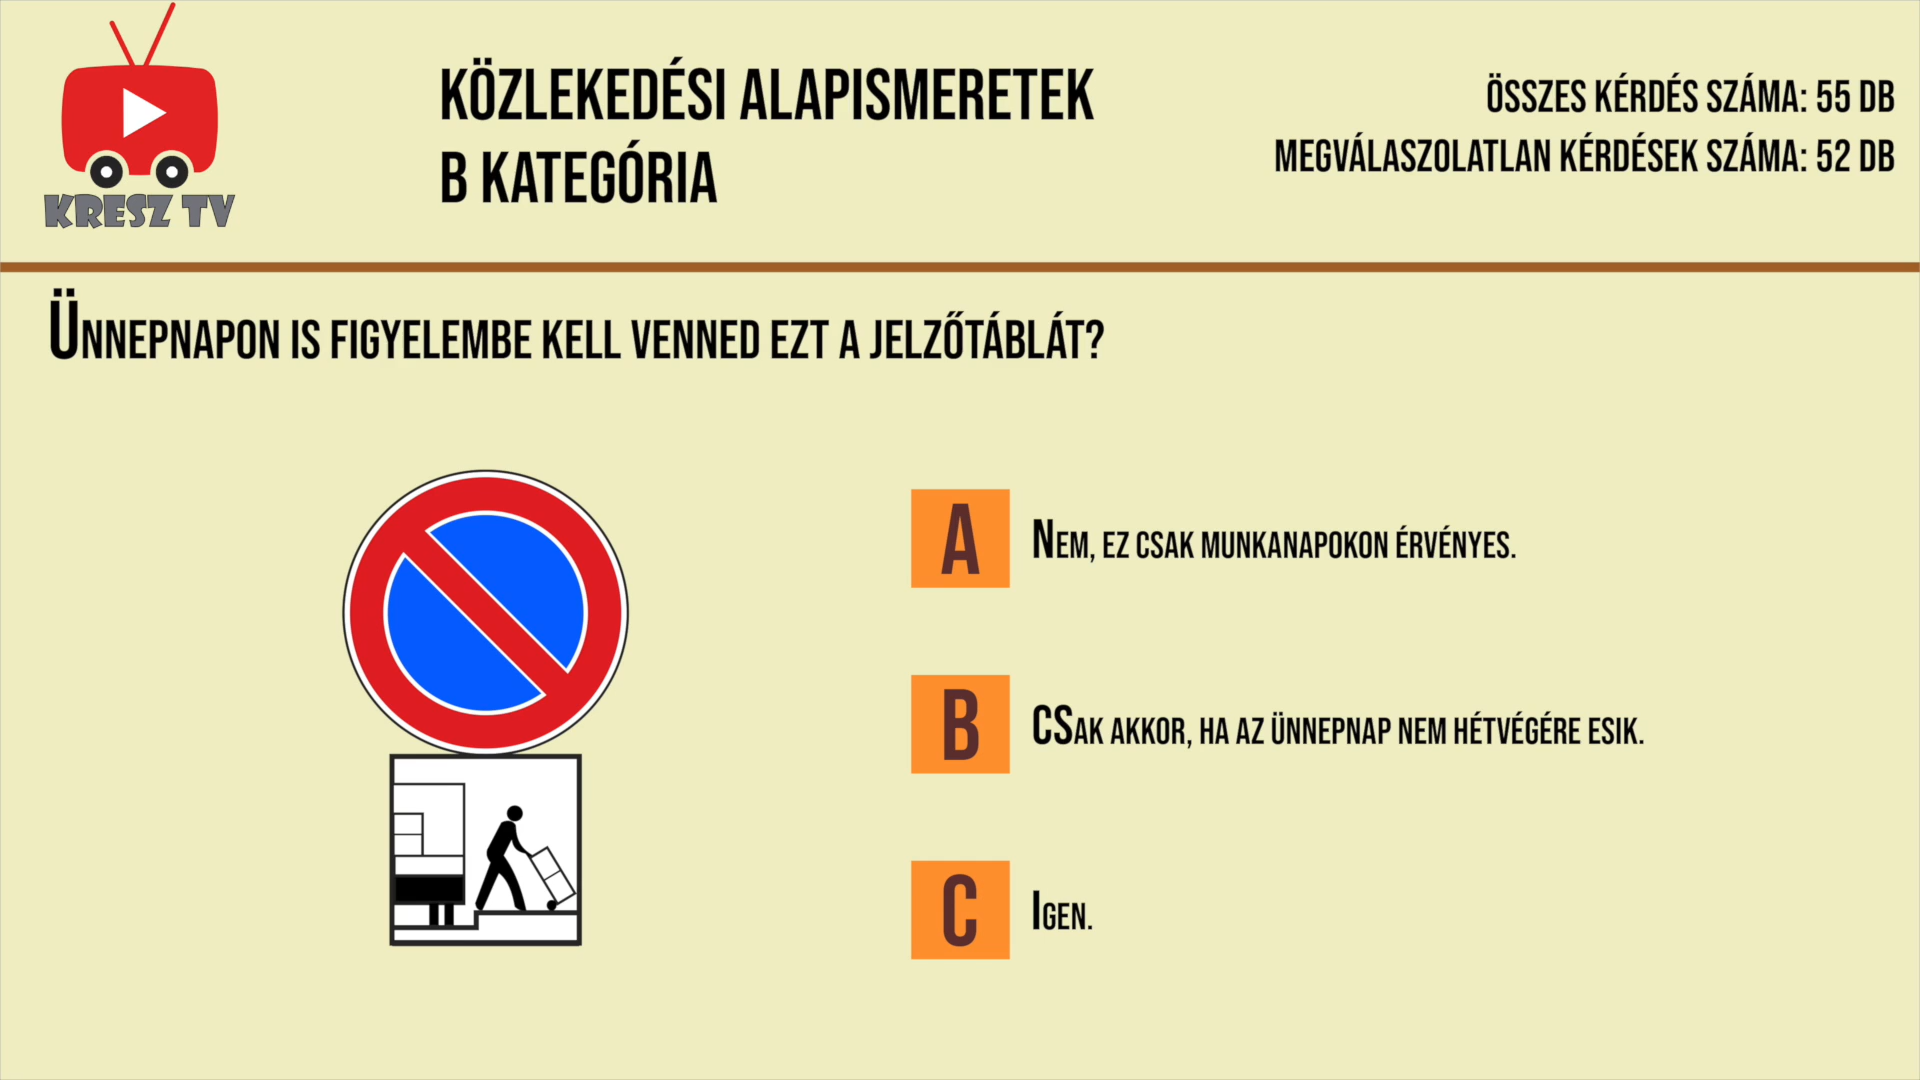 KRESZ TV
KÖZLEKEDÉSI ALAPISMERETEK
B KATEGÓRIA
ÖSSZES KÉRDÉS SZÁMA: 55 DB
MEGVÁLASZOLATLAN KÉRDÉSEK SZÁMA: 52 DB
ÜNNEPNAPON IS FIGYELEMBE KELL VENNED EZT A JELZŐTÁBLÁT?
A NEM, EZ CSAK MUNKANAPOKON ÉRVÉNYES.
B CSAK AKKOR, HA AZ ÜNNEPNAP NEM HÉTVÉGÉRE ESIK.
C IGEN.